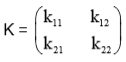 K = (k11 k12
k21 k22)